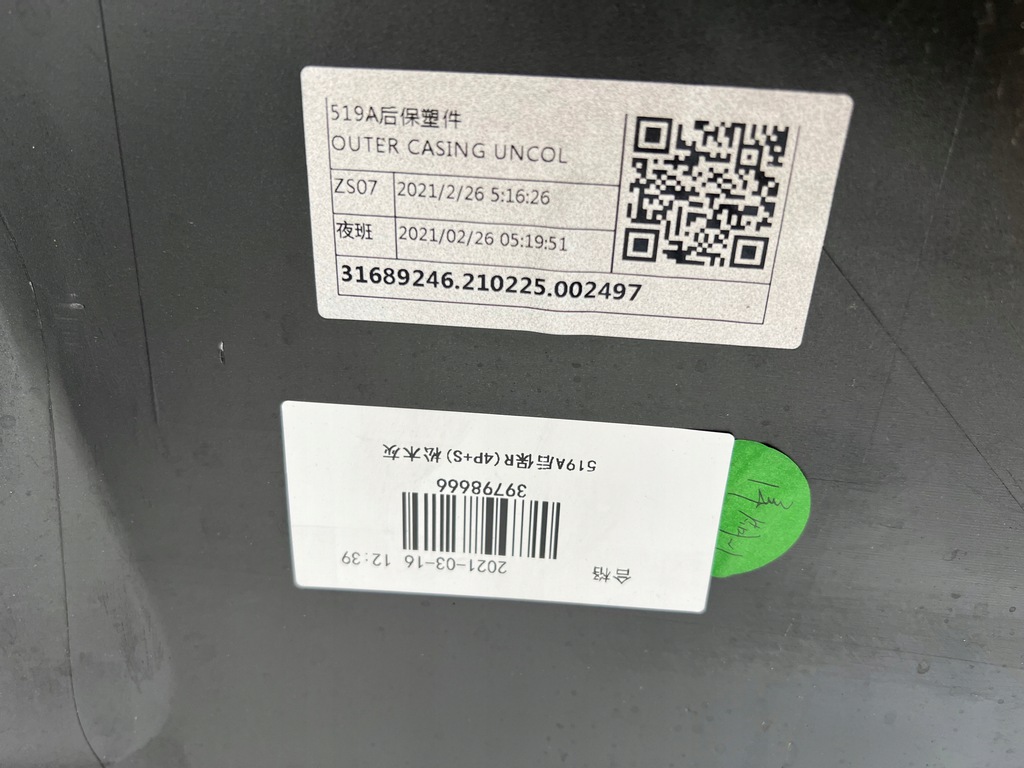 519A后保塑件
OUTER CASING UNCOL
ZS07 2021/2/26 5:16:26
夜班 2021/02/26 05:19:51
31689246.210225.002497
519A后保R(4P+S)松木灰
39798666
2021-03-16 12:39
合格